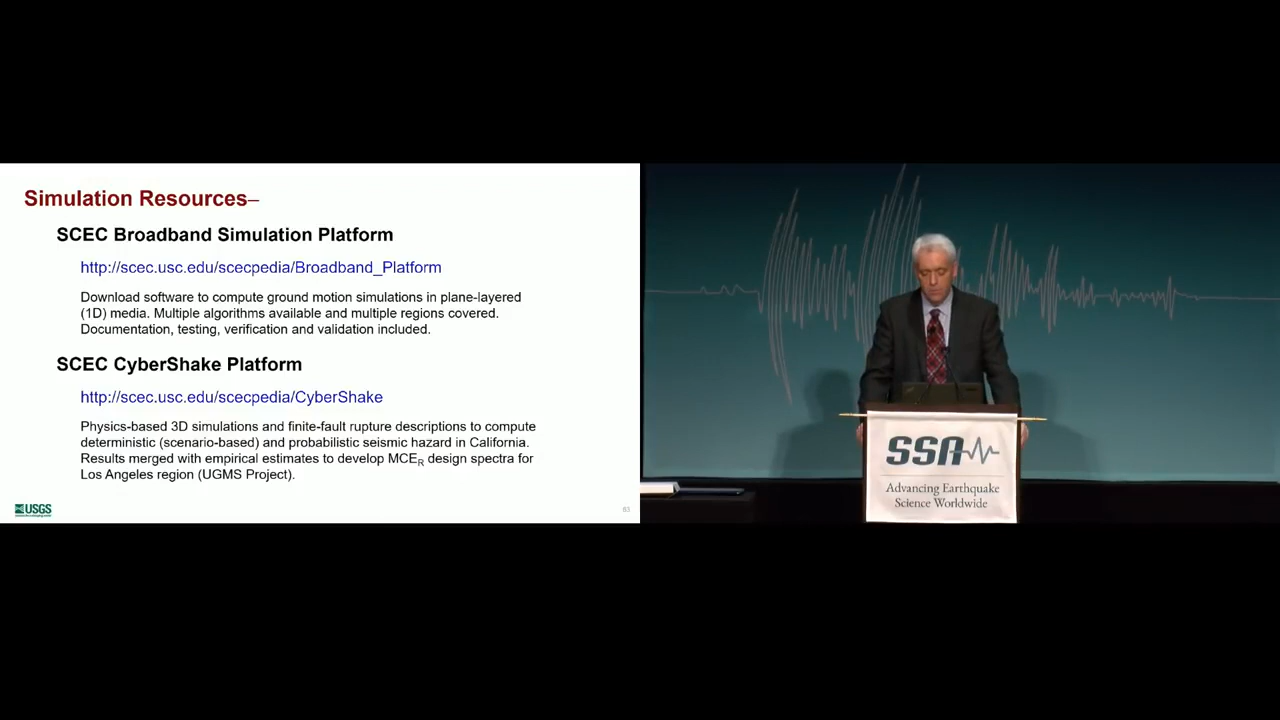 Simulation Resources–
SCEC Broadband Simulation Platform
http://scec.usc.edu/scecpedia/Broadband_Platform
Download software to compute ground motion simulations in plane-layered
(1D) media. Multiple algorithms available and multiple regions covered.
Documentation, testing, verification and validation included.
SCEC CyberShake Platform
http://scec.usc.edu/scecpedia/CyberShake
Physics-based 3D simulations and finite-fault rupture descriptions to compute
deterministic (scenario-based) and probabilistic seismic hazard in California.
Results merged with empirical estimates to develop MCER design spectra for
Los Angeles region (UGMS Project).
USGS
SSA
Advancing Earthquake
Science Worldwide